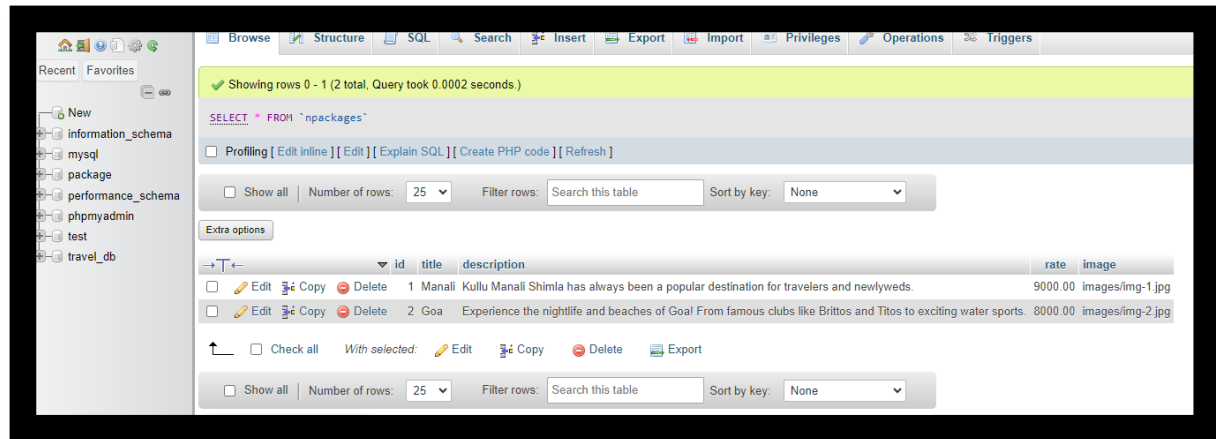 Browse Structure SQL Search Insert Export Import Privileges Operations Triggers
Recent Favorites
New
information_schema
mysql
package
performance_schema
phpmyadmin
test
travel_db
Showing rows 0 - 1 (2 total, Query took 0.0002 seconds.)
SELECT * FROM `npackages`
Profiling [ Edit inline ] [ Edit ] [ Explain SQL ] [ Create PHP code ] [ Refresh ]
Show all | Number of rows: 25 Filter rows: Search this table Sort by key: None
Extra options
id title description rate image
Edit Copy Delete 1 Manali Kullu Manali Shimla has always been a popular destination for travelers and newlyweds. 9000.00 images/img-1.jpg
Edit Copy Delete 2 Goa Experience the nightlife and beaches of Goa! From famous clubs like Brittos and Titos to exciting water sports. 8000.00 images/img-2.jpg
Check all With selected: Edit Copy Delete Export
Show all | Number of rows: 25 Filter rows: Search this table Sort by key: None